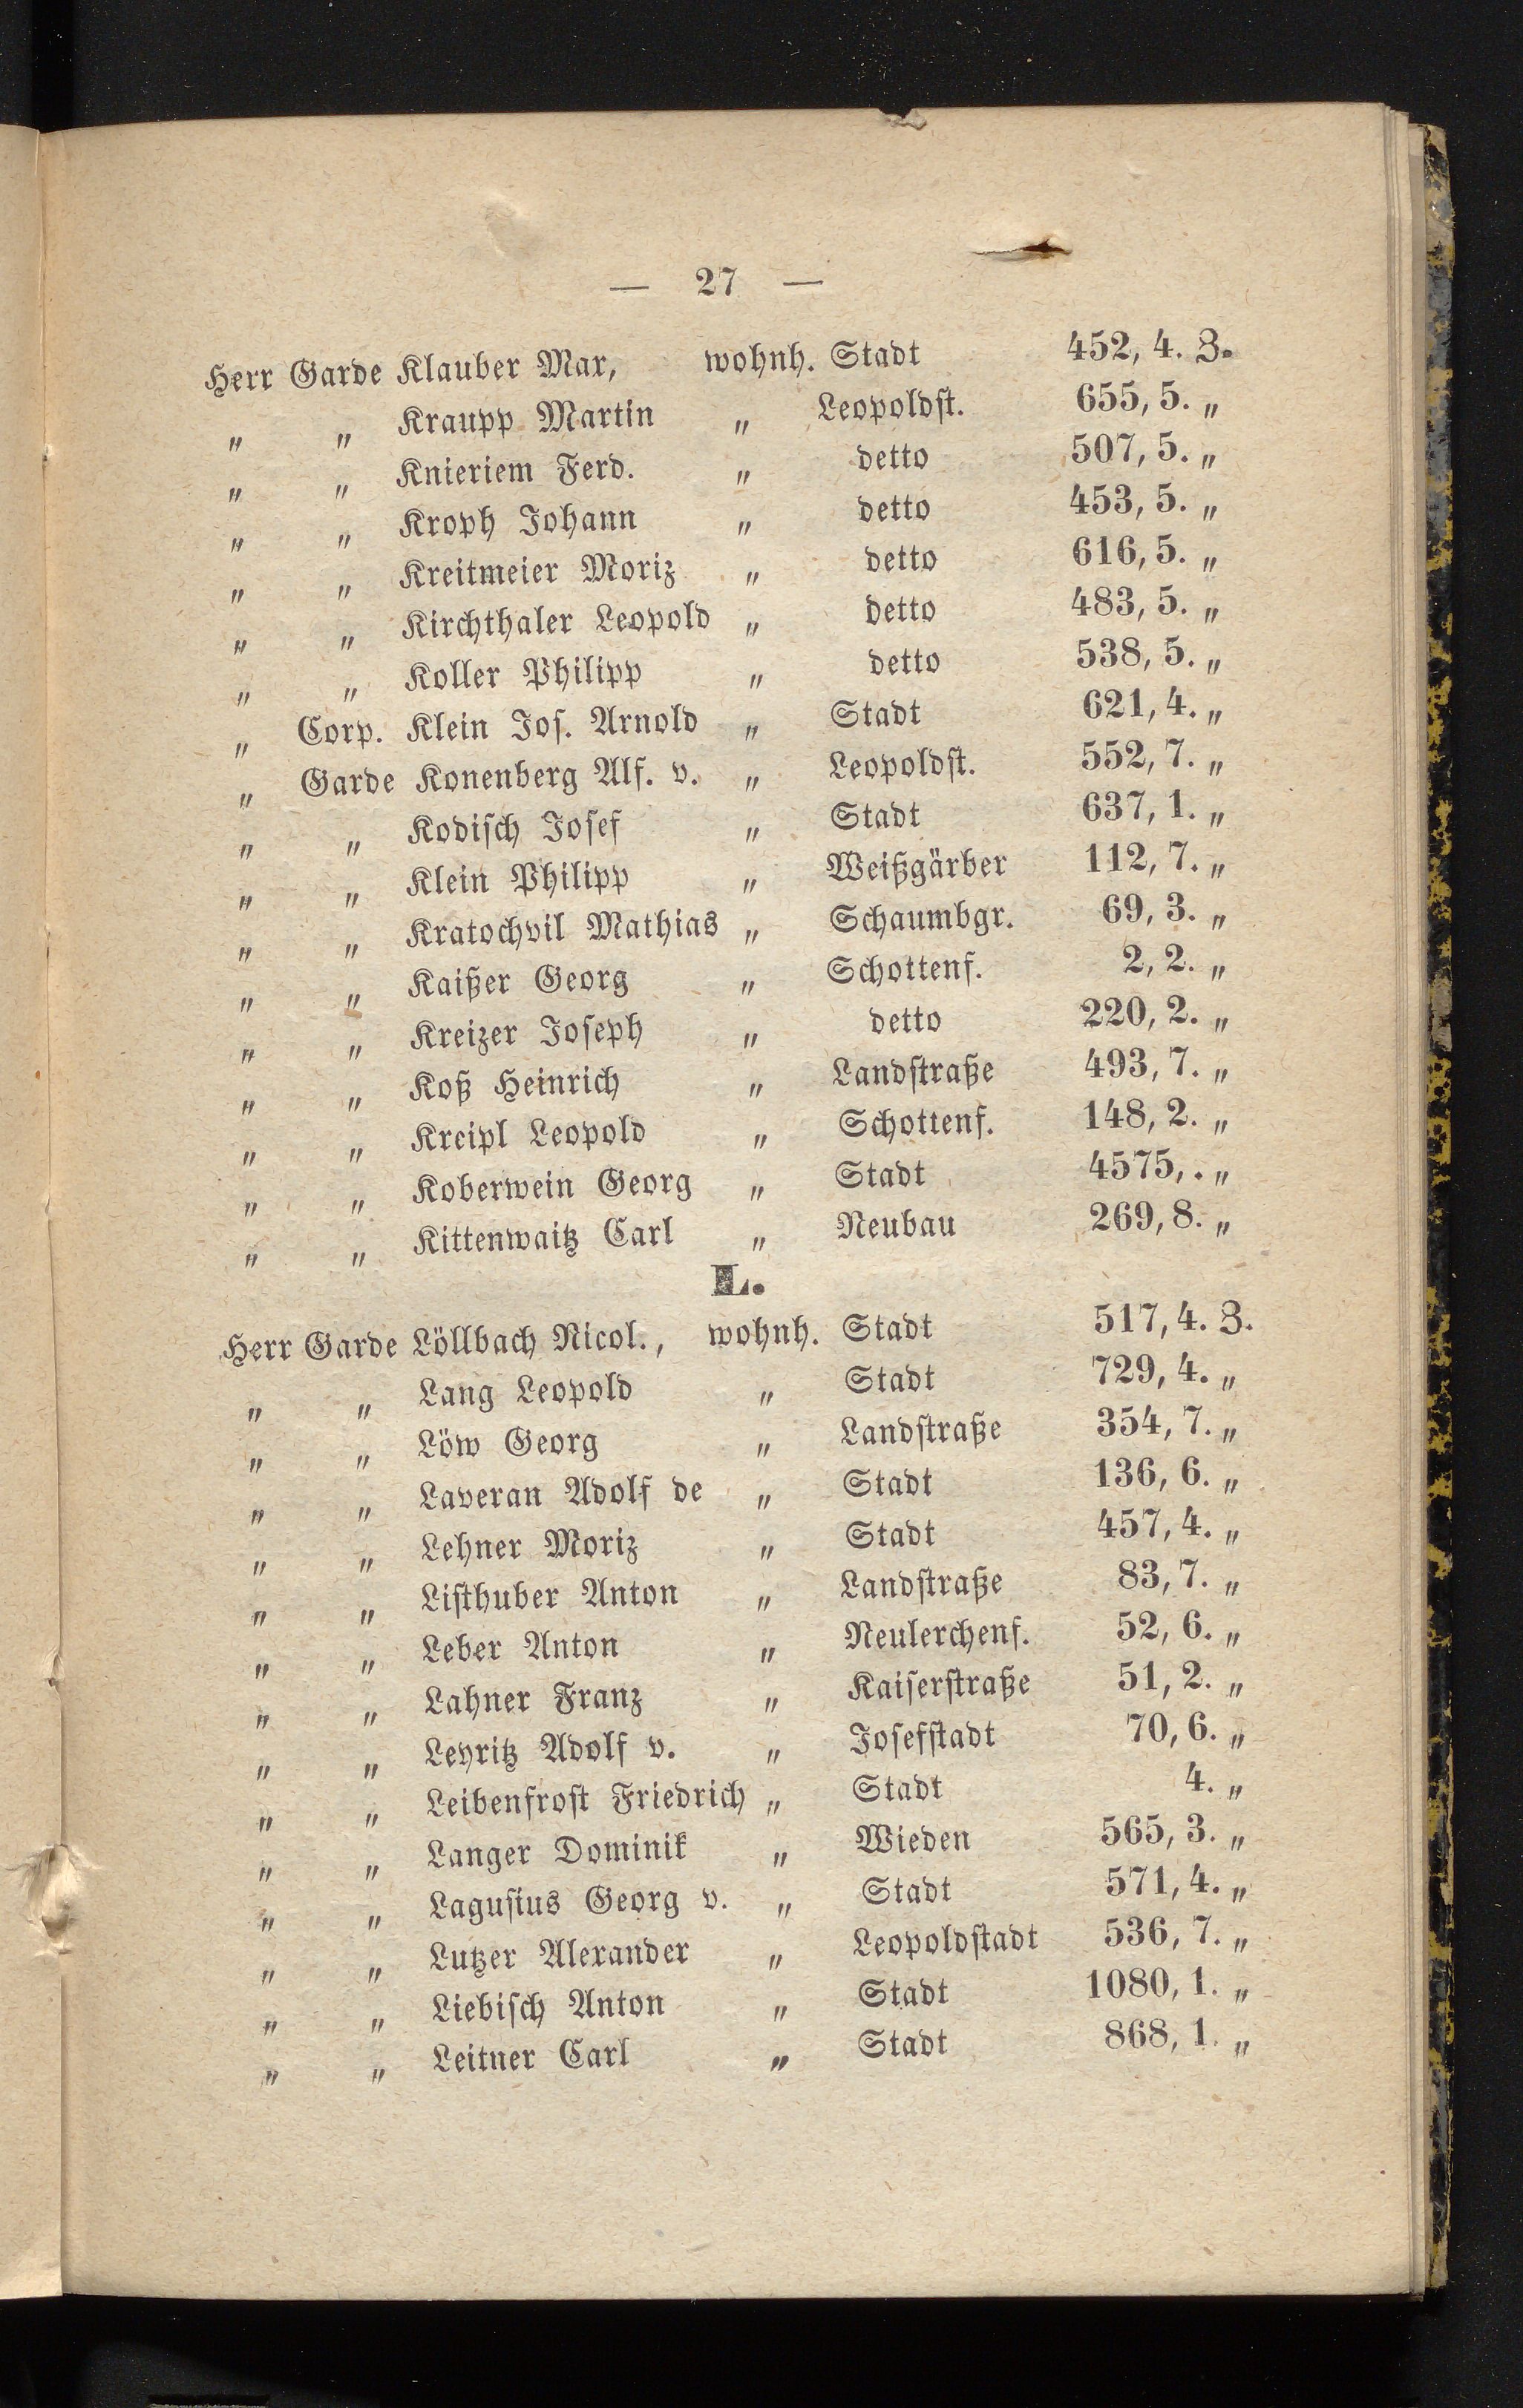 — 27 —
Herr Garde Klauber Max, wohnh. Stadt 452, 4. Z.
„ „ Kraupp Martin „ Leopoldst. 655, 5. „
„ „ Knieriem Ferd. „ detto 507, 5. „
„ „ Kroph Johann „ detto 453, 5. „
„ „ Kreitmeier Moriz „ detto 616, 5. „
„ „ Kirchthaler Leopold „ detto 483, 5. „
„ „ Koller Philipp „ detto 538, 5. „
„ Corp. Klein Jos. Arnold „ Stadt 621, 4. „
„ Garde Konenberg Alf. v. „ Leopoldst. 552, 7. „
„ „ Kodisch Josef „ Stadt 637, 1. „
„ „ Klein Philipp „ Weißgärber 112, 7. „
„ „ Kratochvil Mathias „ Schaumbgr. 69, 3. „
„ „ Kaißer Georg „ Schottenf. 2, 2. „
„ „ Kreizer Joseph „ detto 220, 2. „
„ „ Koß Heinrich „ Landstraße 493, 7. „
„ „ Kreipl Leopold „ Schottenf. 148, 2. „
„ „ Koberwein Georg „ Stadt 4575, . „
„ „ Kittenwaitz Carl „ Neubau 269, 8. „
L.
Herr Garde Löllbach Nicol., wohnh. Stadt 517, 4. Z.
„ „ Lang Leopold „ Stadt 729, 4. „
„ „ Löw Georg „ Landstraße 354, 7. „
„ „ Laveran Adolf de „ Stadt 136, 6. „
„ „ Lehner Moriz „ Stadt 457, 4. „
„ „ Listhuber Anton „ Landstraße 83, 7. „
„ „ Leber Anton „ Neulerchenf. 52, 6. „
„ „ Lahner Franz „ Kaiserstraße 51, 2. „
„ „ Leyritz Adolf v. „ Josefstadt 70, 6. „
„ „ Leibenfrost Friedrich „ Stadt 4. „
„ „ Langer Dominik „ Wieden 565, 3. „
„ „ Lagusius Georg v. „ Stadt 571, 4. „
„ „ Lutzer Alexander „ Leopoldstadt 536, 7. „
„ „ Liebisch Anton „ Stadt 1080, 1. „
„ „ Leitner Carl „ Stadt 868, 1. „